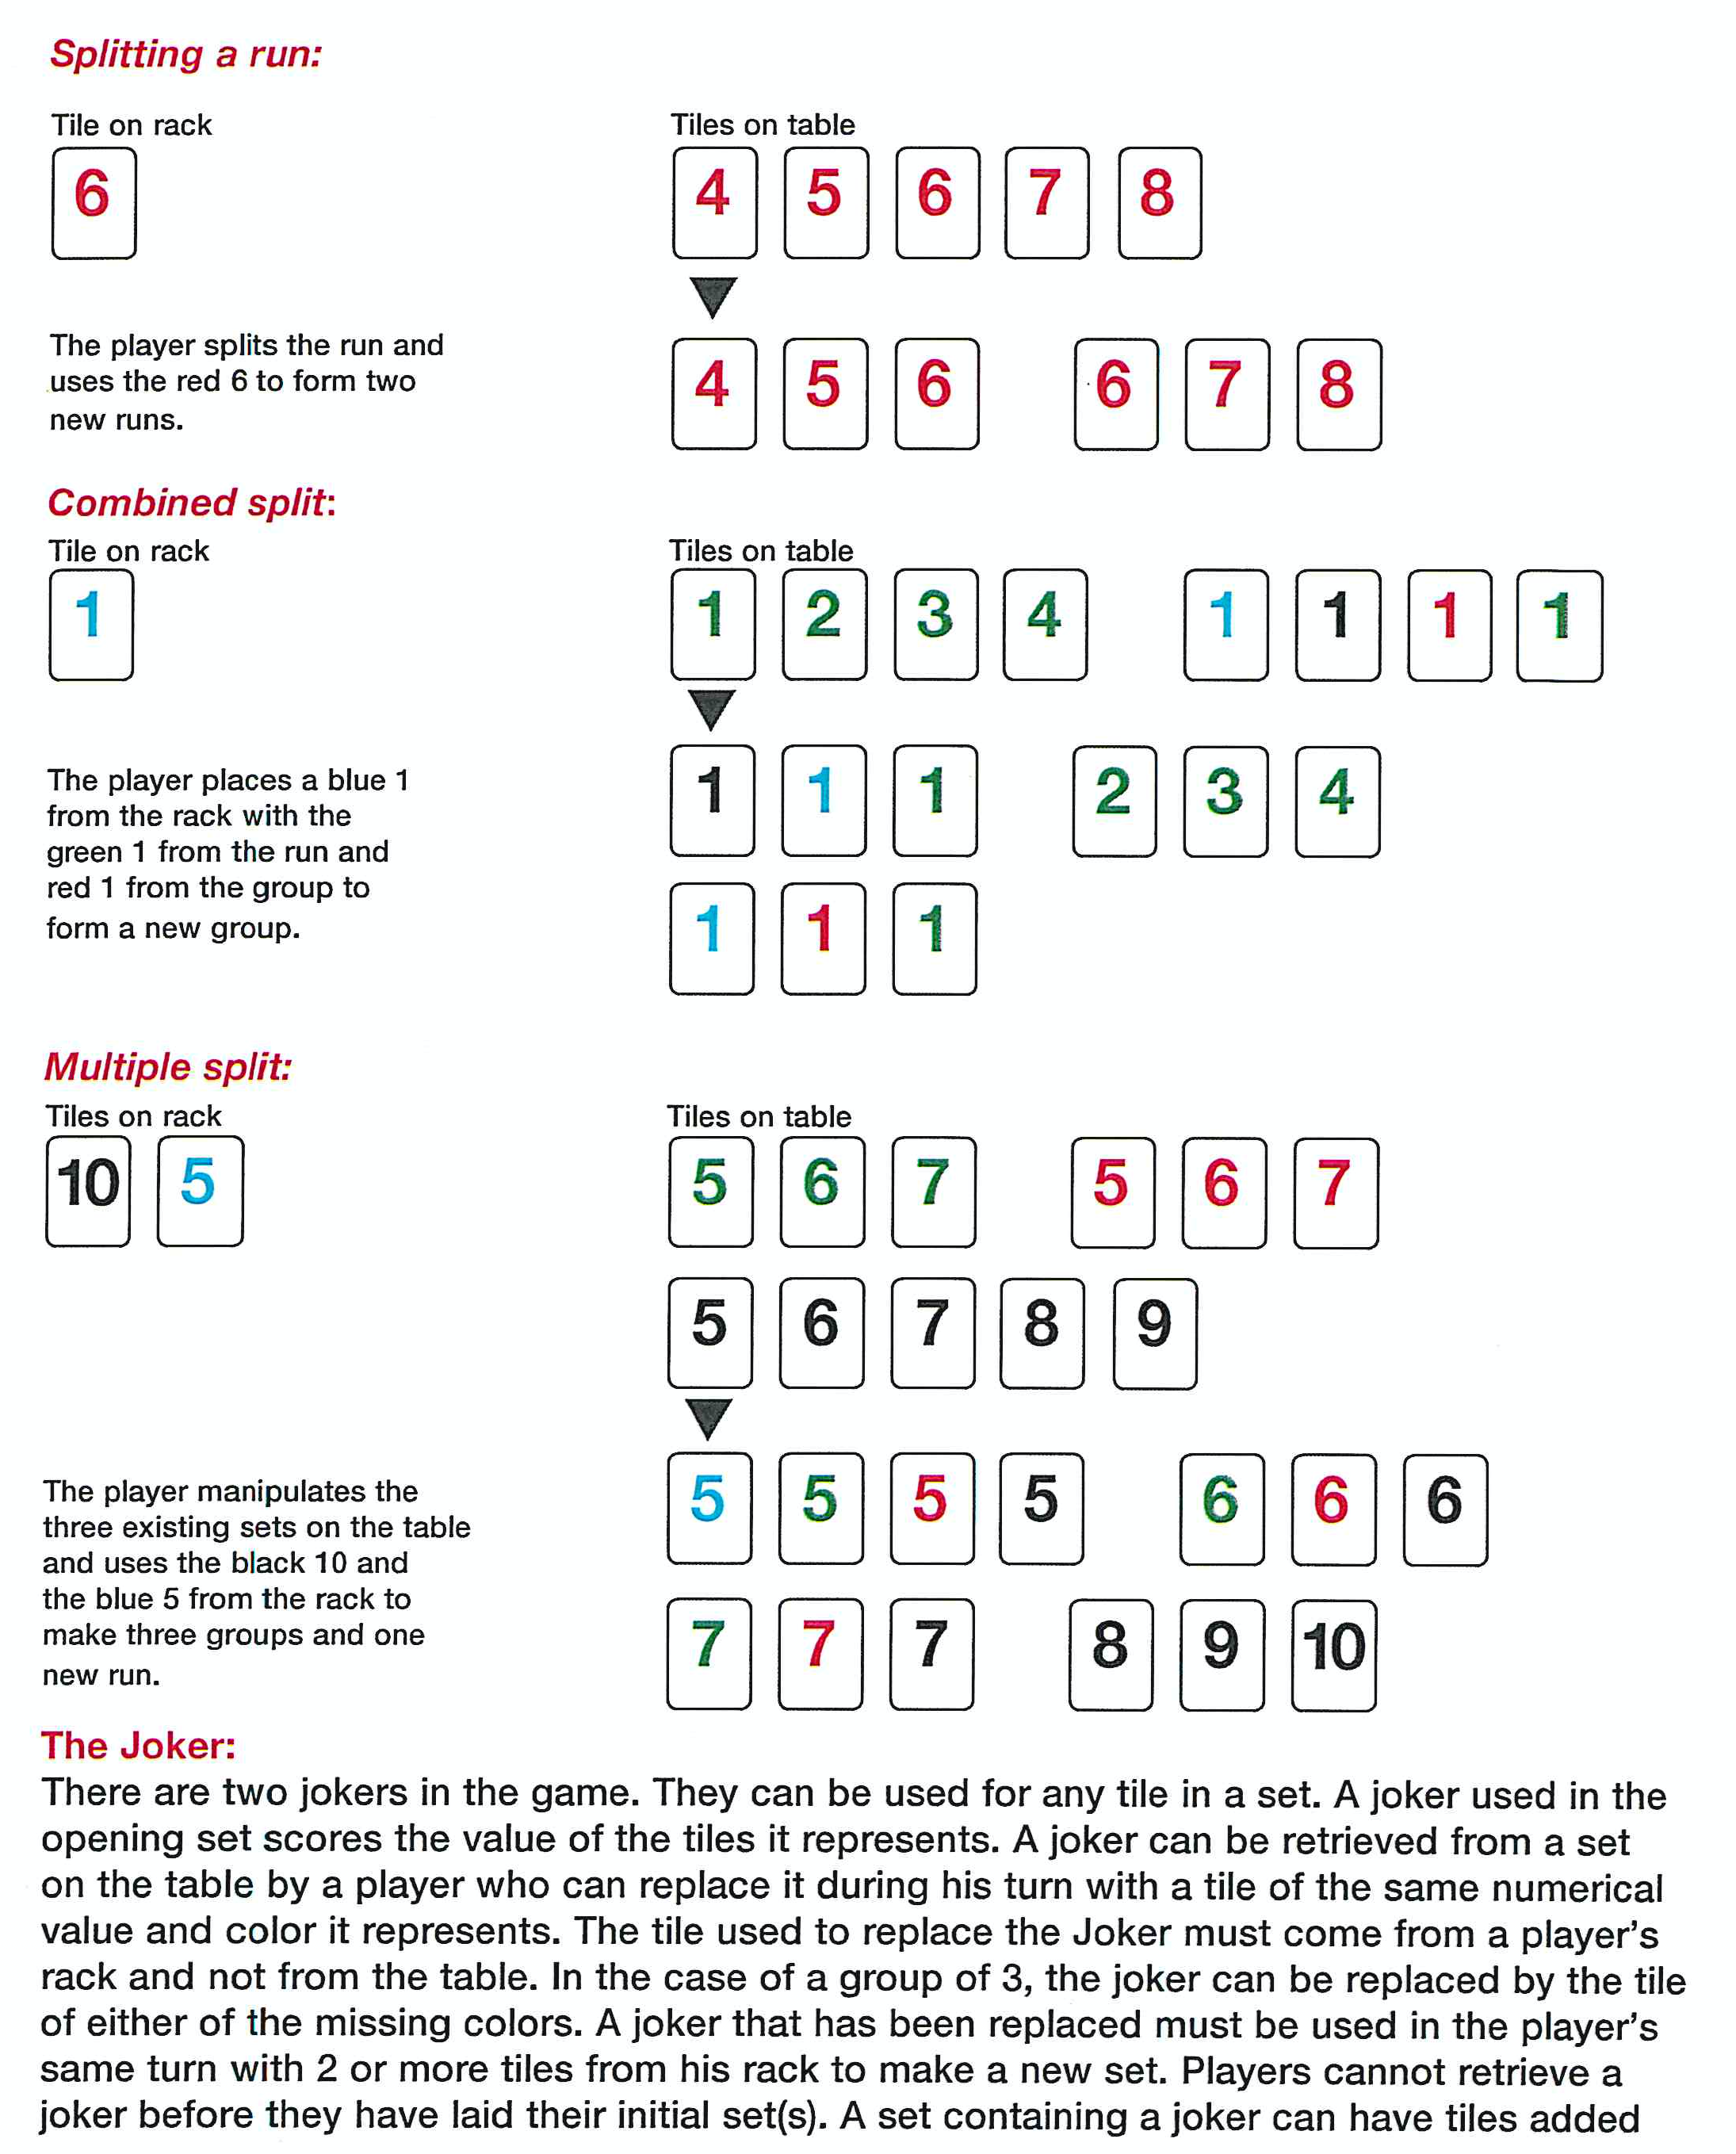 Splitting a run:
Tile on rack Tiles on table
6 4 5 6 7 8
The player splits the run and
uses the red 6 to form two
new runs.
4 5 6 6 7 8
Combined split:
Tile on rack Tiles on table
1 1 2 3 4 1 1 1 1
The player places a blue 1
from the rack with the
green 1 from the run and
red 1 from the group to
form a new group.
1 1 1 2 3 4
1 1 1
Multiple split:
Tiles on rack Tiles on table
10 5 5 6 7 5 6 7
5 6 7 8 9
The player manipulates the
three existing sets on the table
and uses the black 10 and
the blue 5 from the rack to
make three groups and one
new run.
5 5 5 5 6 6 6
7 7 7 8 9 10
The Joker:
There are two jokers in the game. They can be used for any tile in a set. A joker used in the
opening set scores the value of the tiles it represents. A joker can be retrieved from a set
on the table by a player who can replace it during his turn with a tile of the same numerical
value and color it represents. The tile used to replace the Joker must come from a player's
rack and not from the table. In the case of a group of 3, the joker can be replaced by the tile
of either of the missing colors. A joker that has been replaced must be used in the player's
same turn with 2 or more tiles from his rack to make a new set. Players cannot retrieve a
joker before they have laid their initial set(s). A set containing a joker can have tiles added